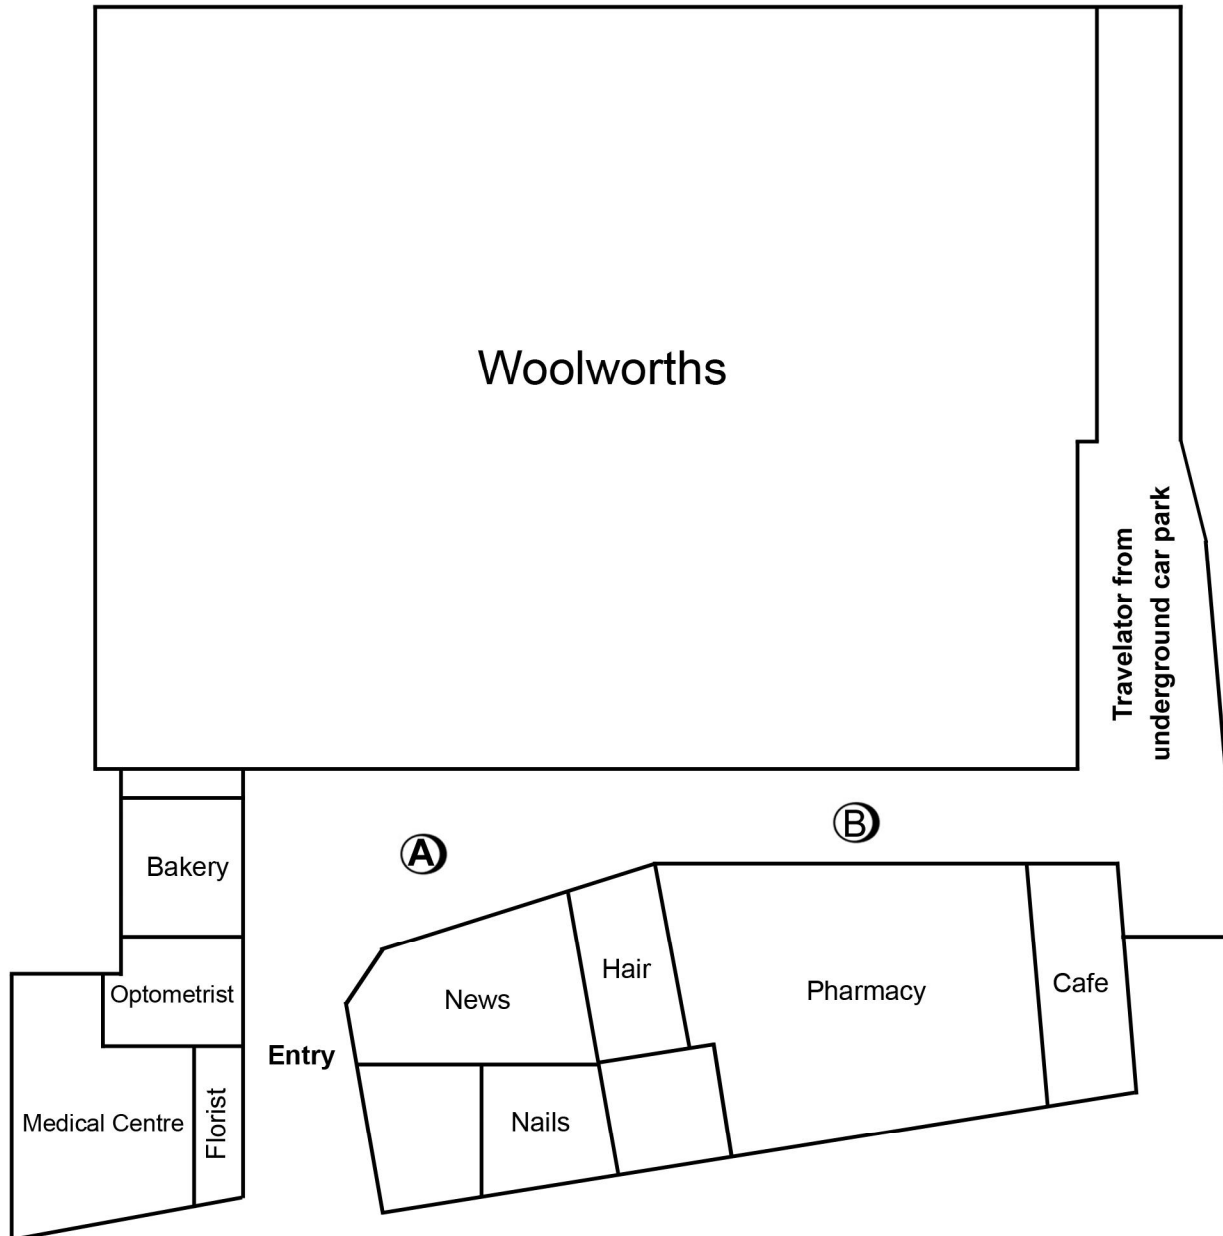 Woolworths
Travelator from
underground car park
A
B
Bakery
Optometrist
Hair
News
Pharmacy
Cafe
Entry
Medical Centre
Florist
Nails